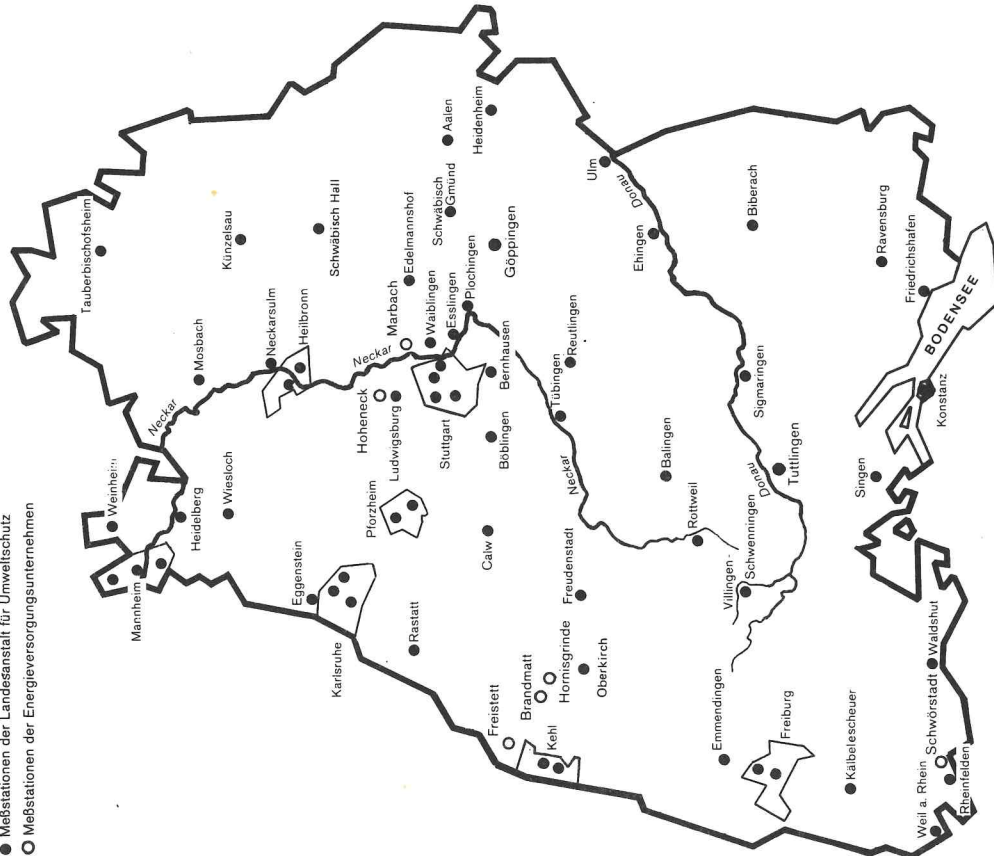 ● Meßstationen der Landesanstalt für Umweltschutz
○ Meßstationen der Energieversorgungsunternehmen
Tauberbischofsheim
Künzelsau
Schwäbisch Hall
Mosbach
Neckarsulm
Heilbronn
Neckar
Weinheim
Mannheim
Heidelberg
Wiesloch
Eggenstein
Karlsruhe
Rastatt
Pforzheim
Hoheneck
Ludwigsburg
Neckar
Marbach
Edelmannshof
Waiblingen
Esslingen
Plochingen
Stuttgart
Schwäbisch
Gmünd
Aalen
Heidenheim
Göppingen
Bernhausen
Böblingen
Calw
Freudenstadt
Freistett
Brandmatt
Hornisgrinde
Kehl
Oberkirch
Tübingen
Reutlingen
Neckar
Ulm
Donau
Ehingen
Biberach
Balingen
Rottweil
Sigmaringen
Donau
Tuttlingen
Villingen-
Schwenningen
Emmendingen
Freiburg
Kälbelescheuer
Ravensburg
Friedrichshafen
BODENSEE
Konstanz
Singen
Waldshut
Schwörstadt
Rheinfelden
Weil a. Rhein